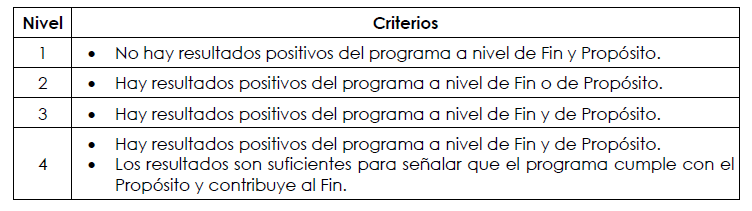 Nivel Criterios
1 • No hay resultados positivos del programa a nivel de Fin y Propósito.
2 • Hay resultados positivos del programa a nivel de Fin o de Propósito.
3 • Hay resultados positivos del programa a nivel de Fin y de Propósito.
• Hay resultados positivos del programa a nivel de Fin y de Propósito.
4 • Los resultados son suficientes para señalar que el programa cumple con el
Propósito y contribuye al Fin.